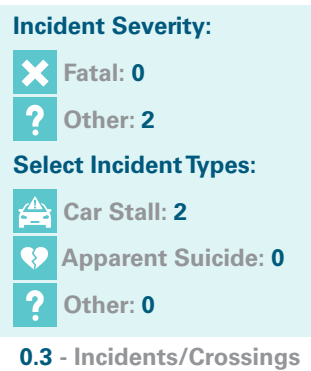 Incident Severity:
Fatal: 0
? Other: 2
Select Incident Types:
Car Stall: 2
Apparent Suicide: 0
? Other: 0
0.3 - Incidents/Crossings